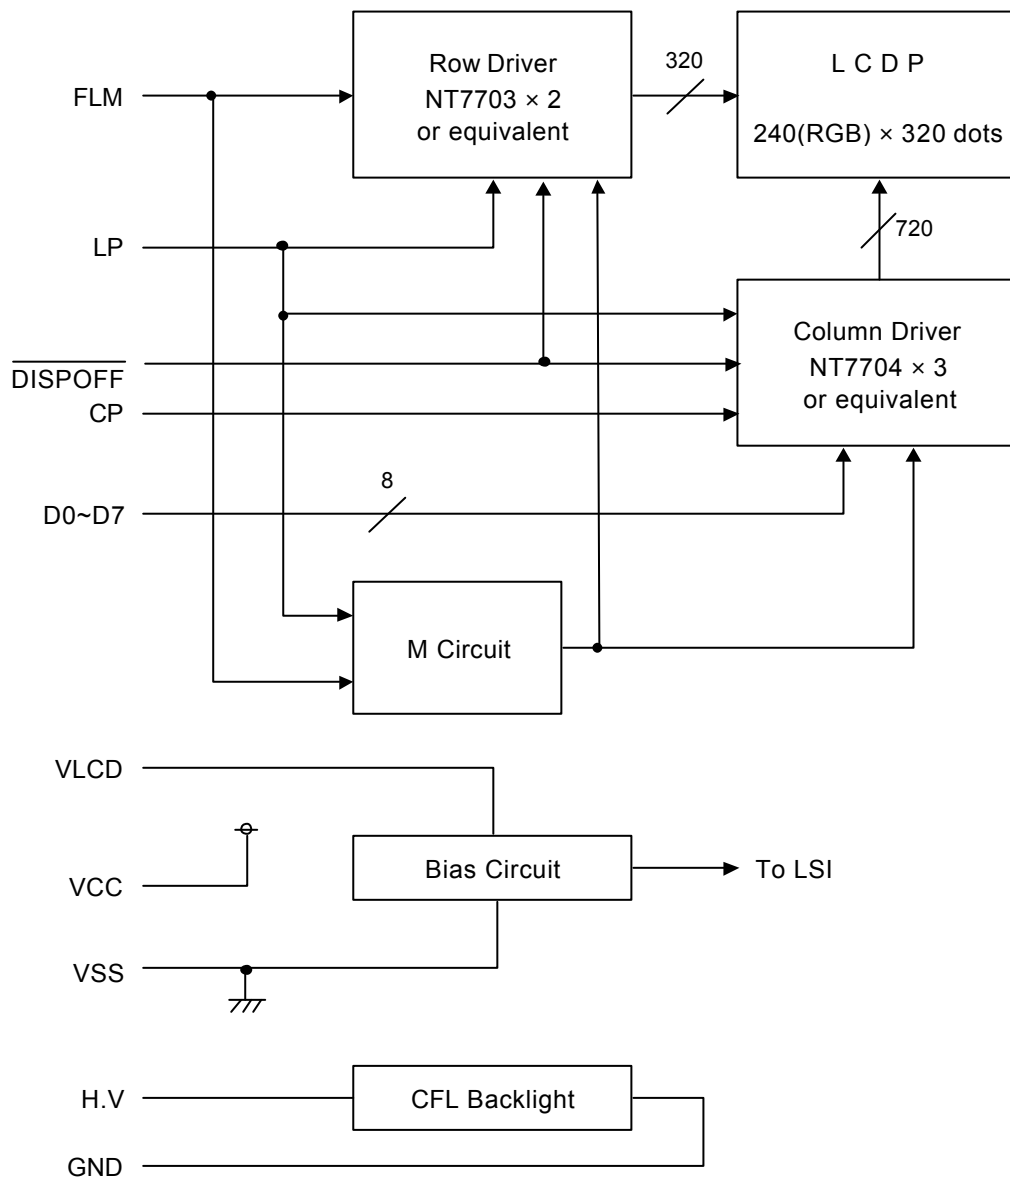 FLM
Row Driver
NT7703 × 2
or equivalent
320
L C D P
240(RGB) × 320 dots
LP
720
DISPOFF
CP
Column Driver
NT7704 × 3
or equivalent
8
D0~D7
M Circuit
VLCD
Bias Circuit
To LSI
VCC
VSS
H.V
CFL Backlight
GND